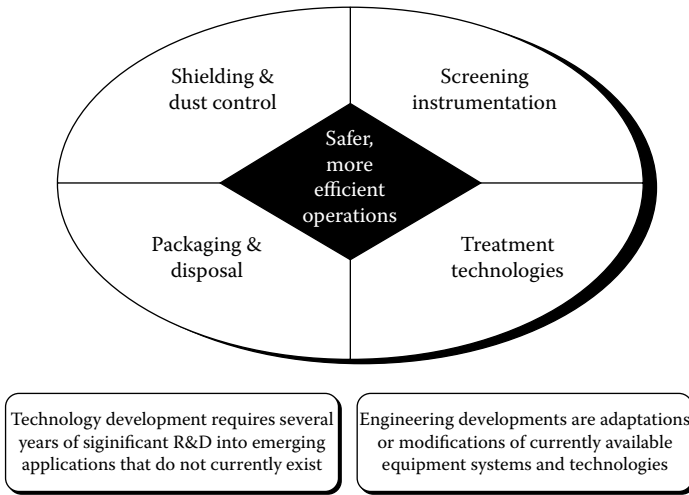 Shielding &
dust control
Screening
instrumentation
Safer,
more
efficient
operations
Packaging &
disposal
Treatment
technologies
Technology development requires several
years of siginificant R&D into emerging
applications that do not currently exist
Engineering developments are adaptations
or modifications of currently available
equipment systems and technologies